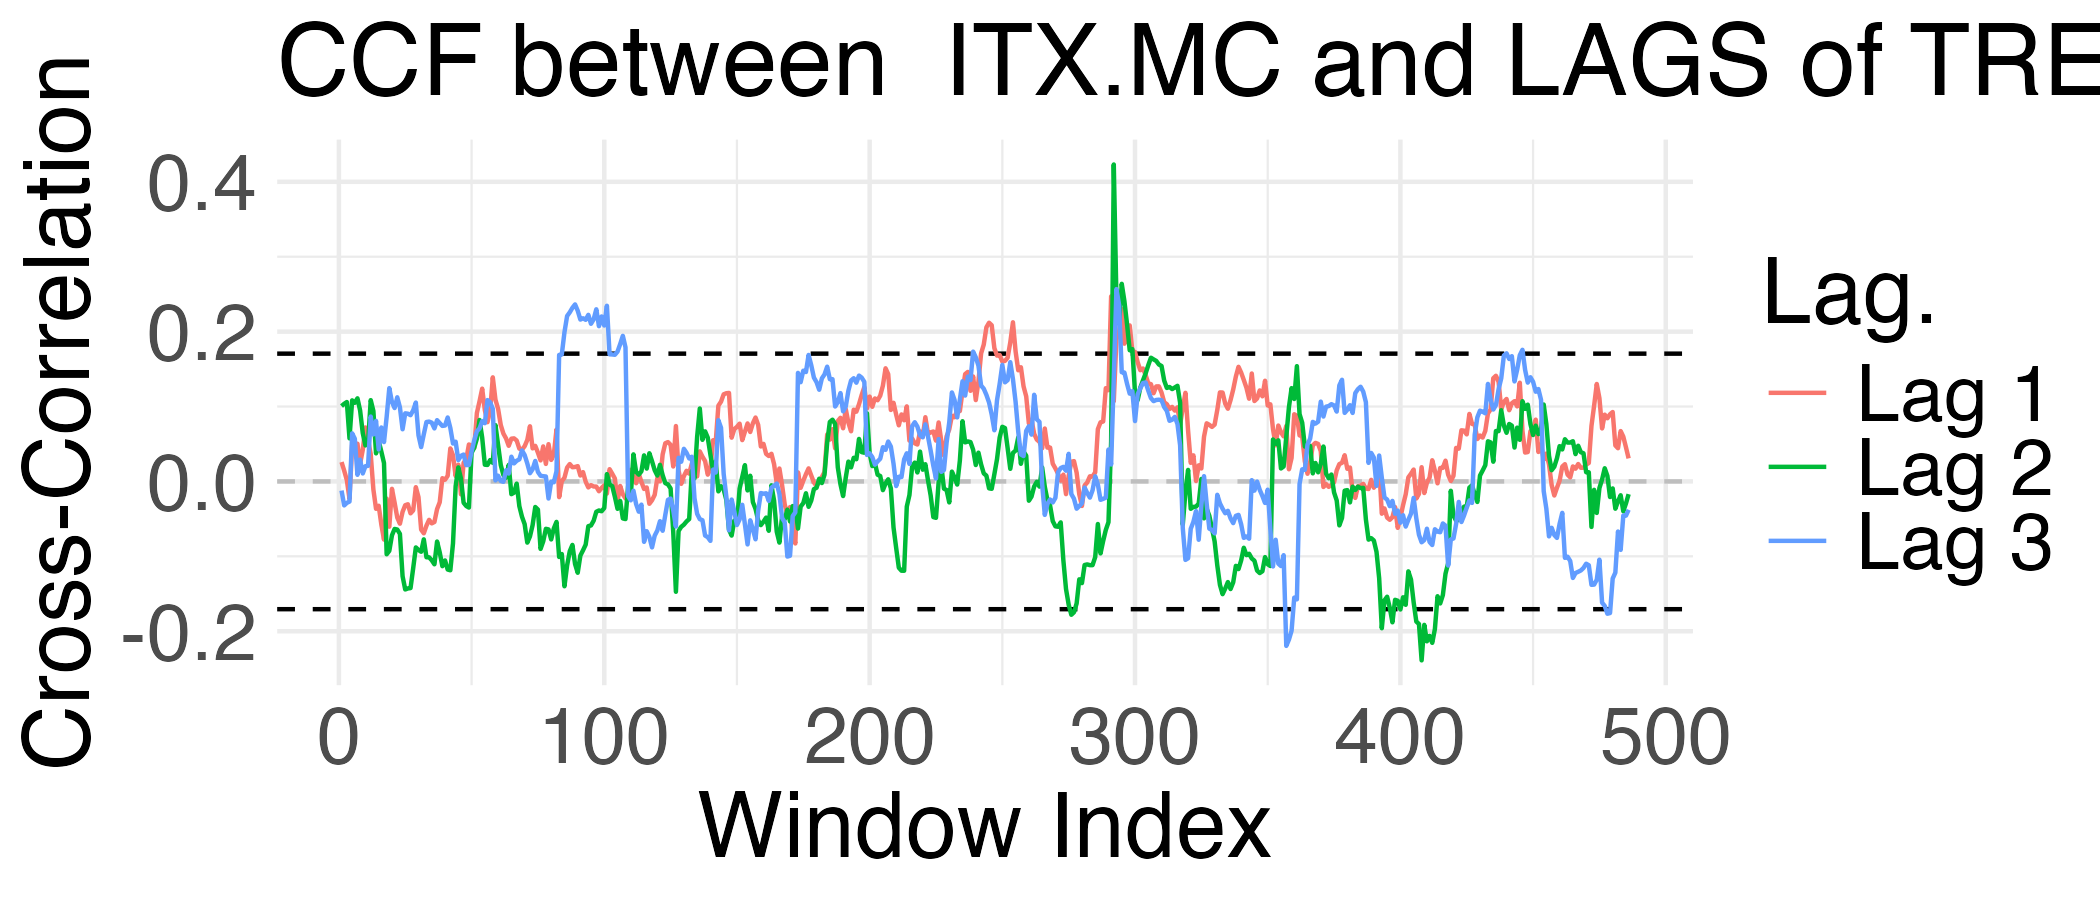 CCF between ITX.MC and LAGS of TRE
Cross-Correlation
0.4
0.2
0.0
-0.2
0 100 200 300 400 500
Window Index
Lag.
Lag 1
Lag 2
Lag 3